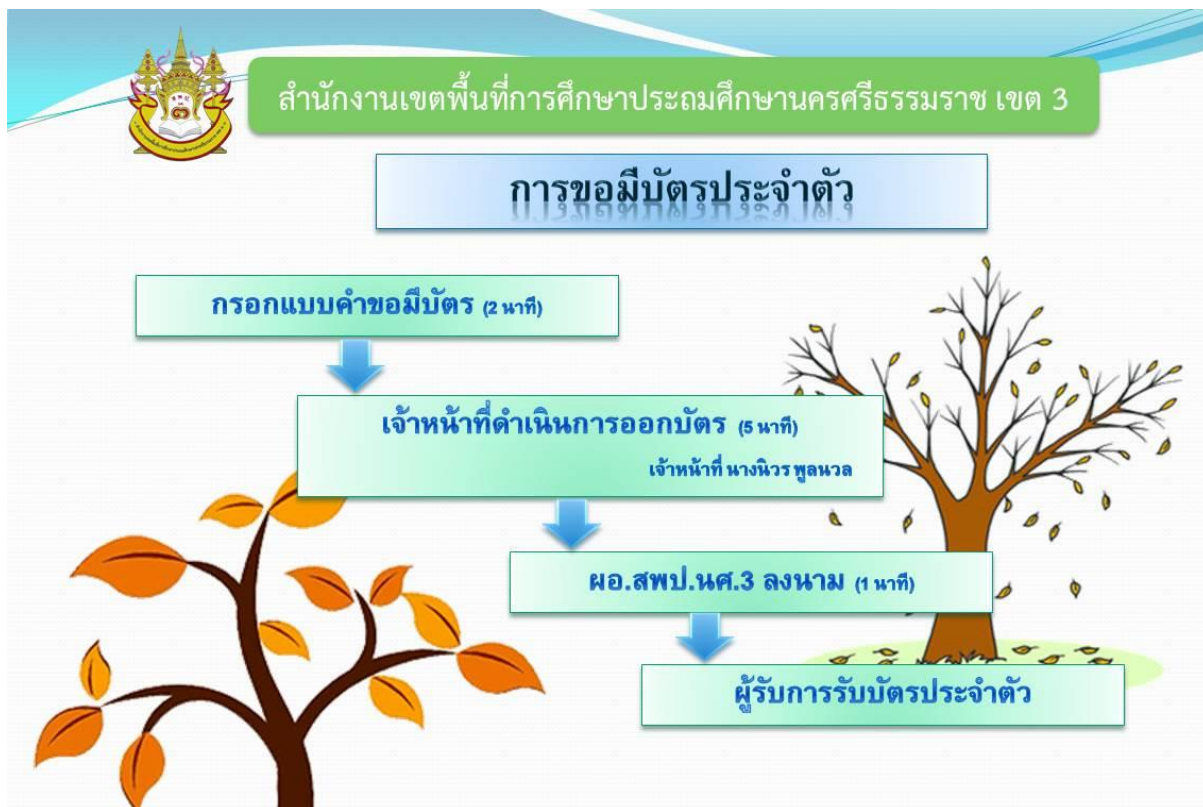 สำนักงานเขตพื้นที่การศึกษาประถมศึกษานครศรีธรรมราช เขต 3
การขอมีบัตรประจำตัว
กรอกแบบคำขอมีบัตร (2 นาที)
เจ้าหน้าที่ดำเนินการออกบัตร (5 นาที)
เจ้าหน้าที่ นางนิวร พูลนวล
ผอ.สพป.นศ.3 ลงนาม (1 นาที)
ผู้รับการรับบัตรประจำตัว